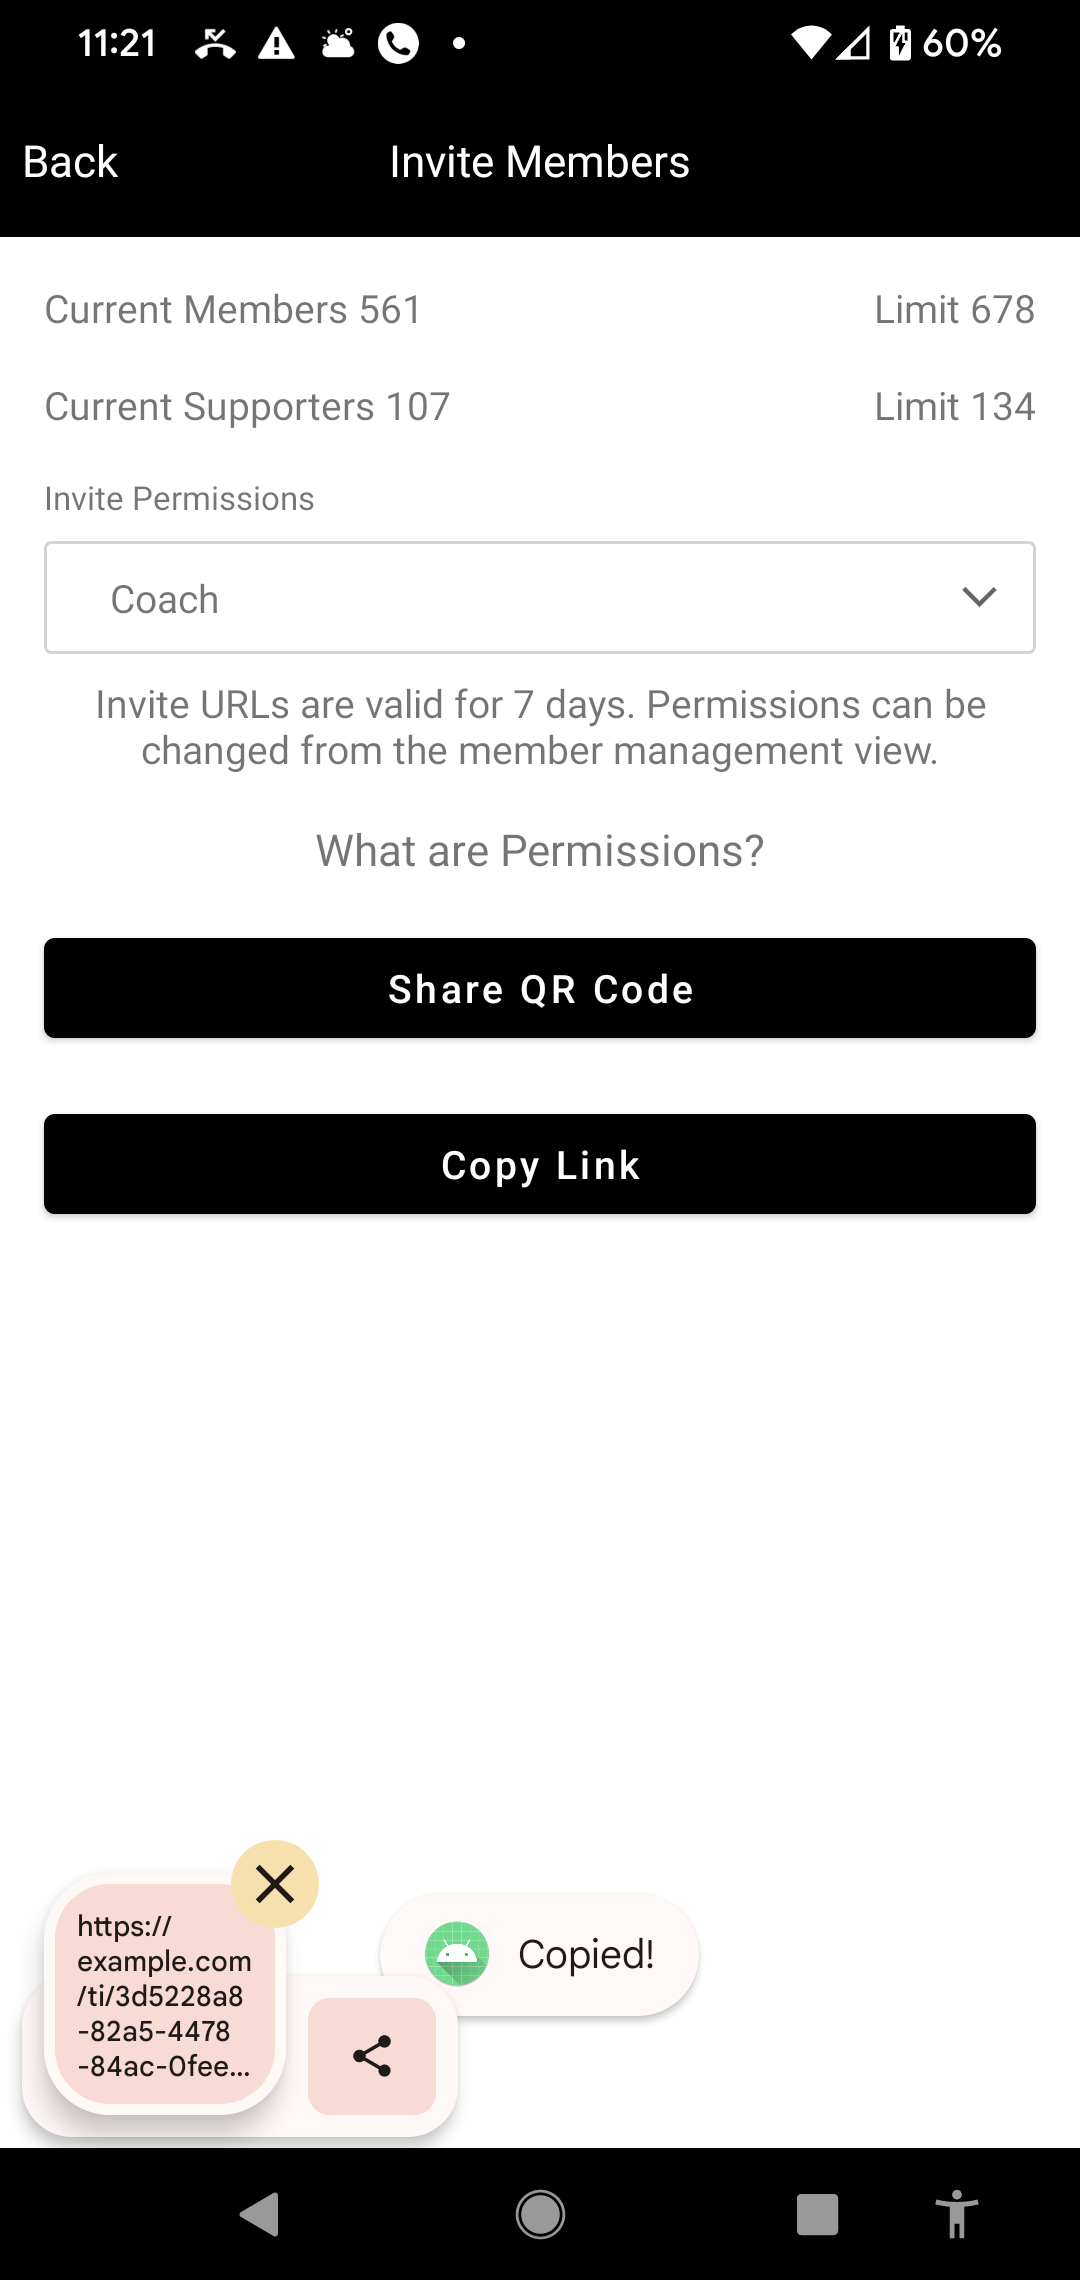 11:21
60%
Back
Invite Members
Current Members 561
Limit 678
Current Supporters 107
Limit 134
Invite Permissions
Coach
Invite URLs are valid for 7 days. Permissions can be
changed from the member management view.
What are Permissions?
Share QR Code
Copy Link
https://
example.com
/ti/3d5228a8
-82a5-4478
-84ac-0fee...
Copied!